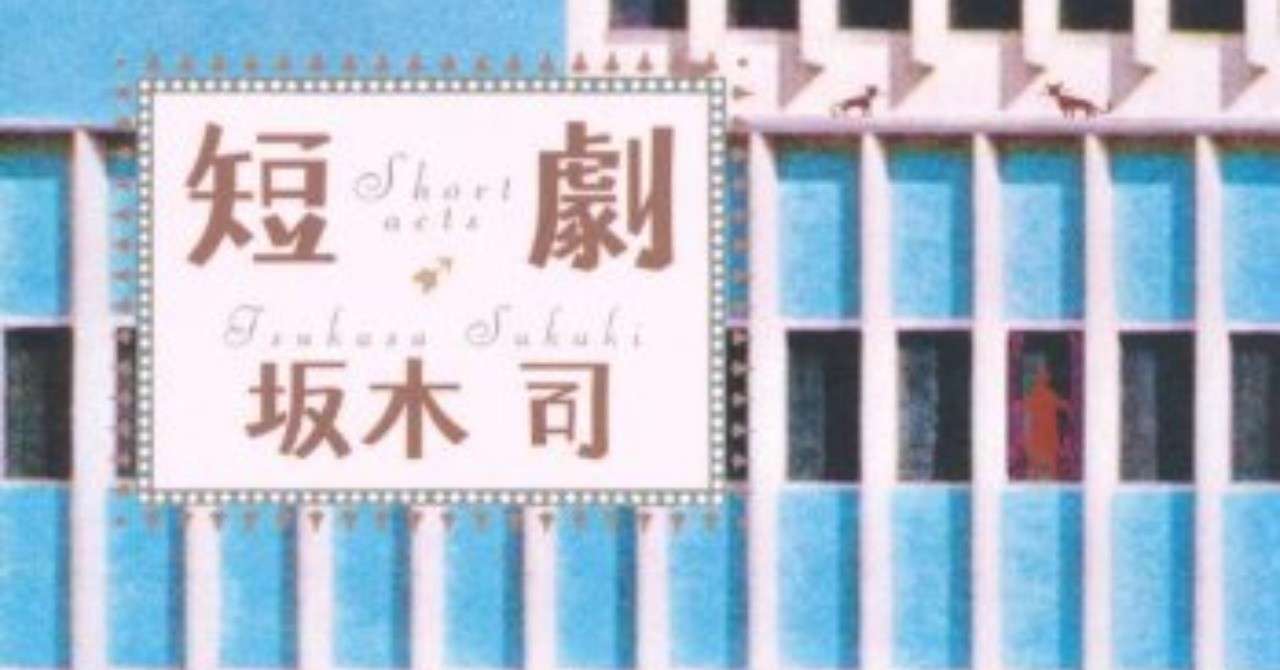 短劇
Short
acts
Tsukasa Sakaki
坂木 司